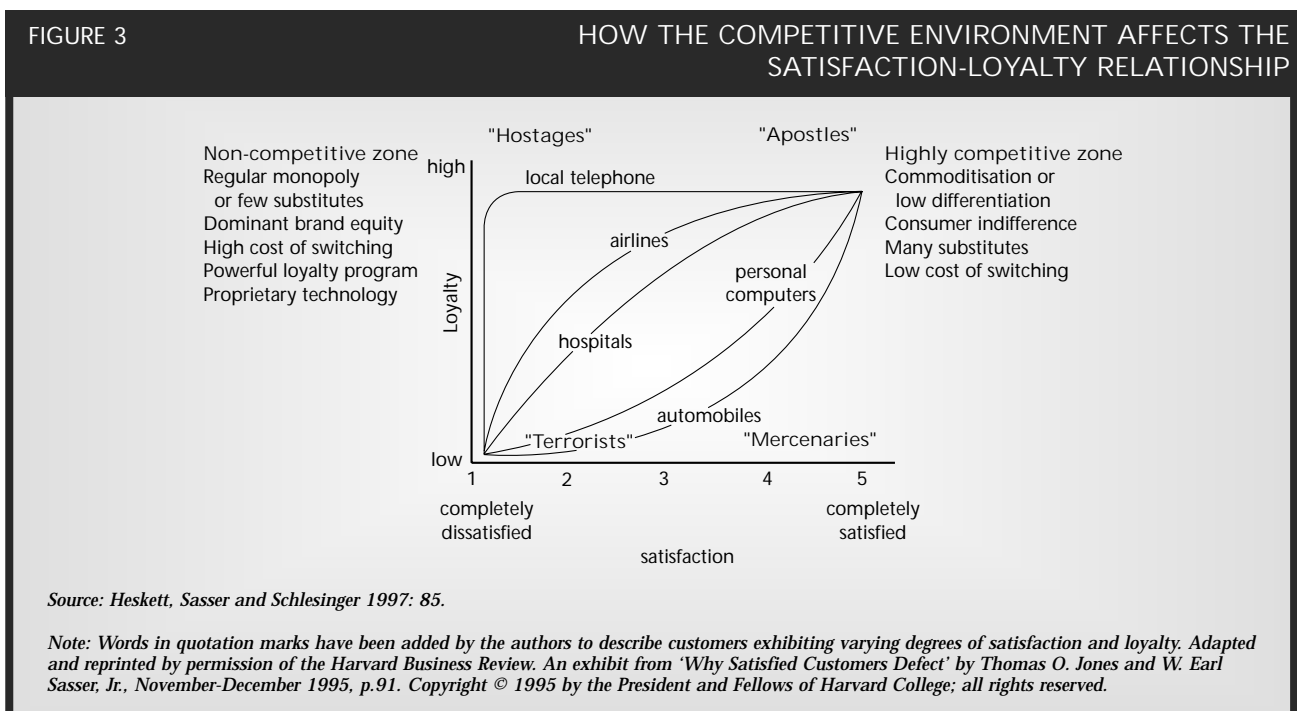 FIGURE 3
HOW THE COMPETITIVE ENVIRONMENT AFFECTS THE
SATISFACTION-LOYALTY RELATIONSHIP
"Hostages"
"Apostles"
Non-competitive zone
Regular monopoly
or few substitutes
Dominant brand equity
High cost of switching
Powerful loyalty program
Proprietary technology
high
Loyalty
low
local telephone
airlines
hospitals
personal
computers
automobiles
"Terrorists"
"Mercenaries"
Highly competitive zone
Commoditisation or
low differentiation
Consumer indifference
Many substitutes
Low cost of switching
1
2
3
4
5
completely
dissatisfied
completely
satisfied
satisfaction
Source: Heskett, Sasser and Schlesinger 1997: 85.
Note: Words in quotation marks have been added by the authors to describe customers exhibiting varying degrees of satisfaction and loyalty. Adapted
and reprinted by permission of the Harvard Business Review. An exhibit from ‘Why Satisfied Customers Defect’ by Thomas O. Jones and W. Earl
Sasser, Jr., November-December 1995, p.91. Copyright © 1995 by the President and Fellows of Harvard College; all rights reserved.